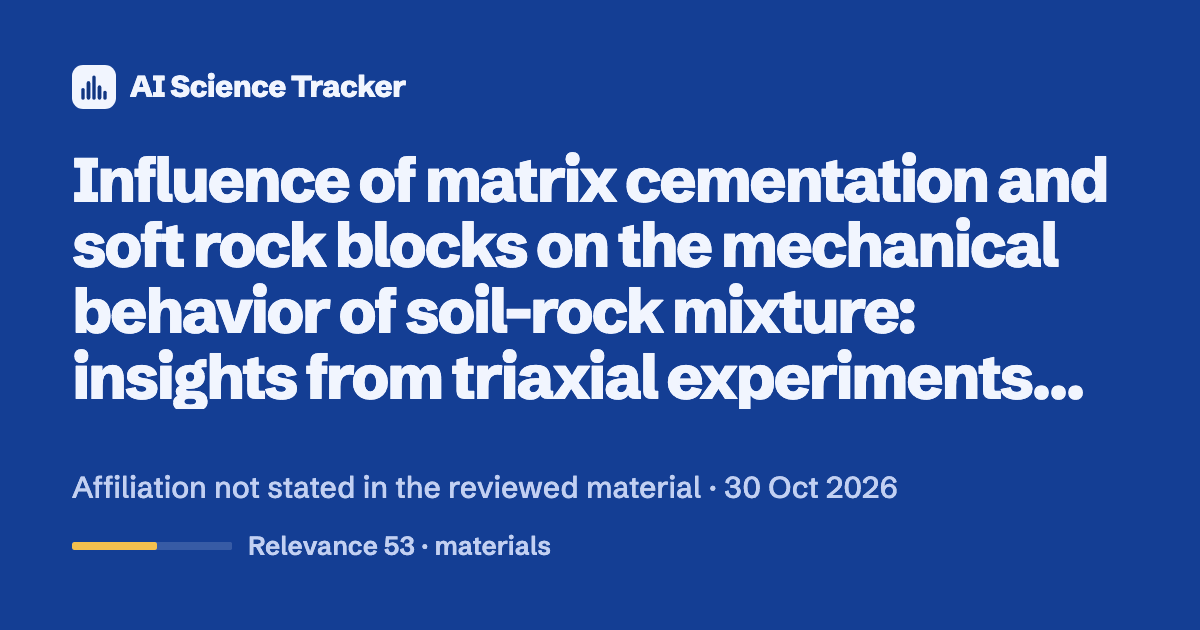 AI Science Tracker
Influence of matrix cementation and
soft rock blocks on the mechanical
behavior of soil-rock mixture:
insights from triaxial experiments...
Affiliation not stated in the reviewed material · 30 Oct 2026
Relevance 53 · materials